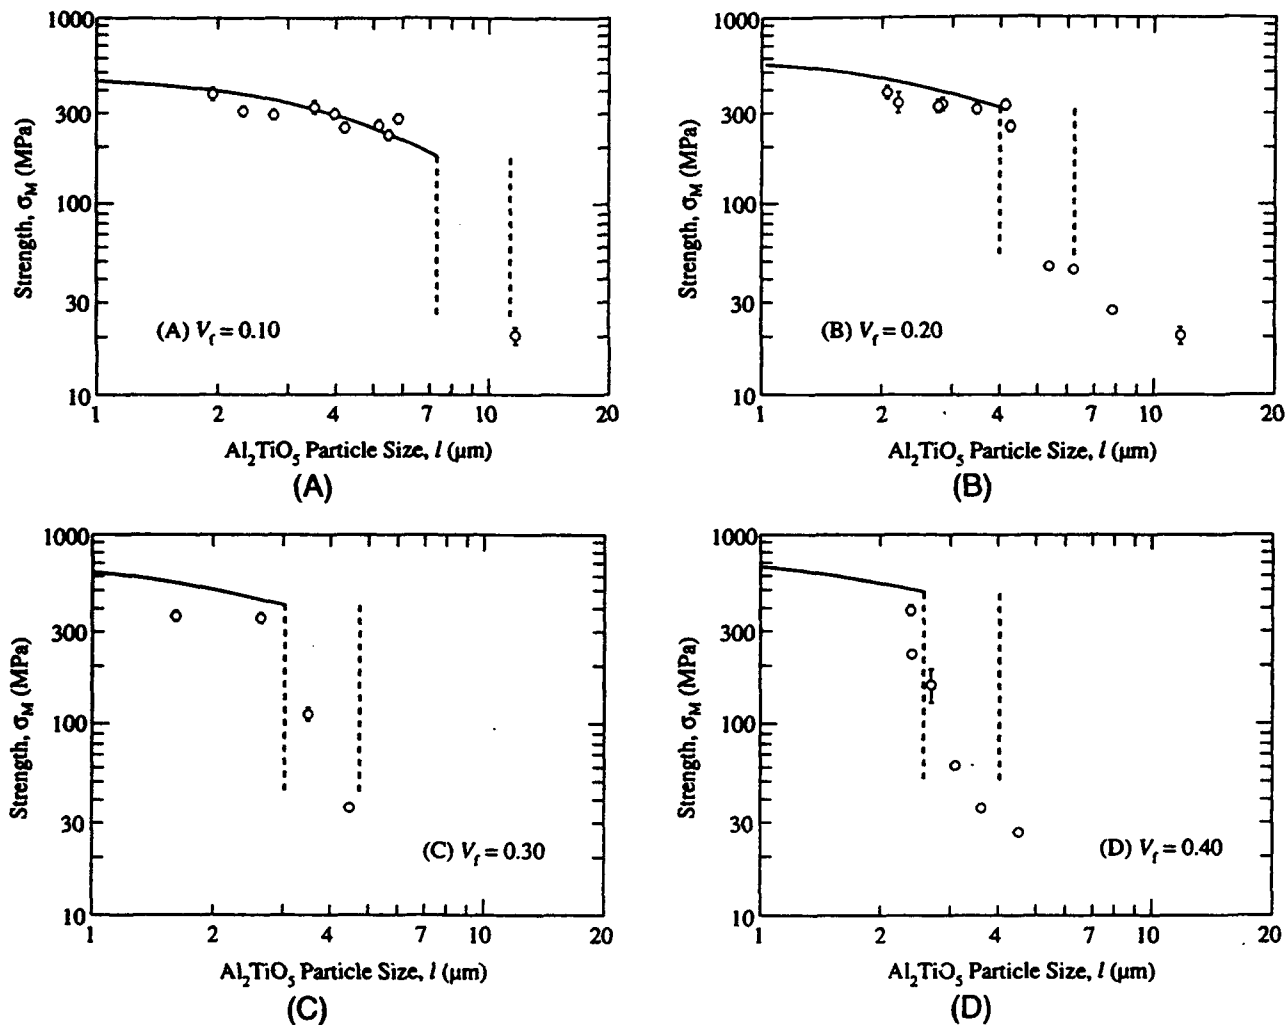 1000
300
100
30
10
Strength, σM (MPa)
(A) Vf = 0.10
1 2 4 7 10 20
Al2TiO5 Particle Size, l (µm)
(A)
1000
300
100
30
10
Strength, σM (MPa)
(B) Vf = 0.20
1 2 4 7 10 20
Al2TiO5 Particle Size, l (µm)
(B)
1000
300
100
30
10
Strength, σM (MPa)
(C) Vf = 0.30
1 2 4 7 10 20
Al2TiO5 Particle Size, l (µm)
(C)
1000
300
100
30
10
Strength, σM (MPa)
(D) Vf = 0.40
1 2 4 7 10 20
Al2TiO5 Particle Size, l (µm)
(D)